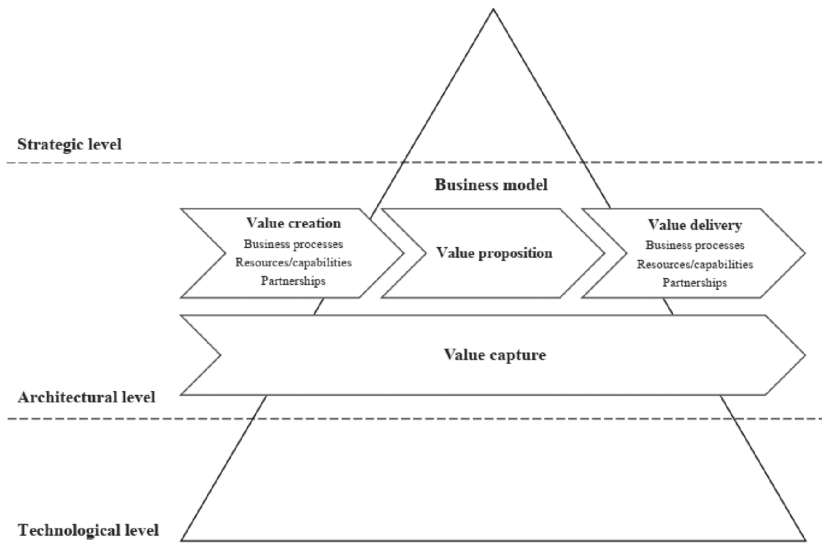 Strategic level
Business model
Value creation
Business processes
Resources/capabilities
Partnerships
Value proposition
Value delivery
Business processes
Resources/capabilities
Partnerships
Value capture
Architectural level
Technological level